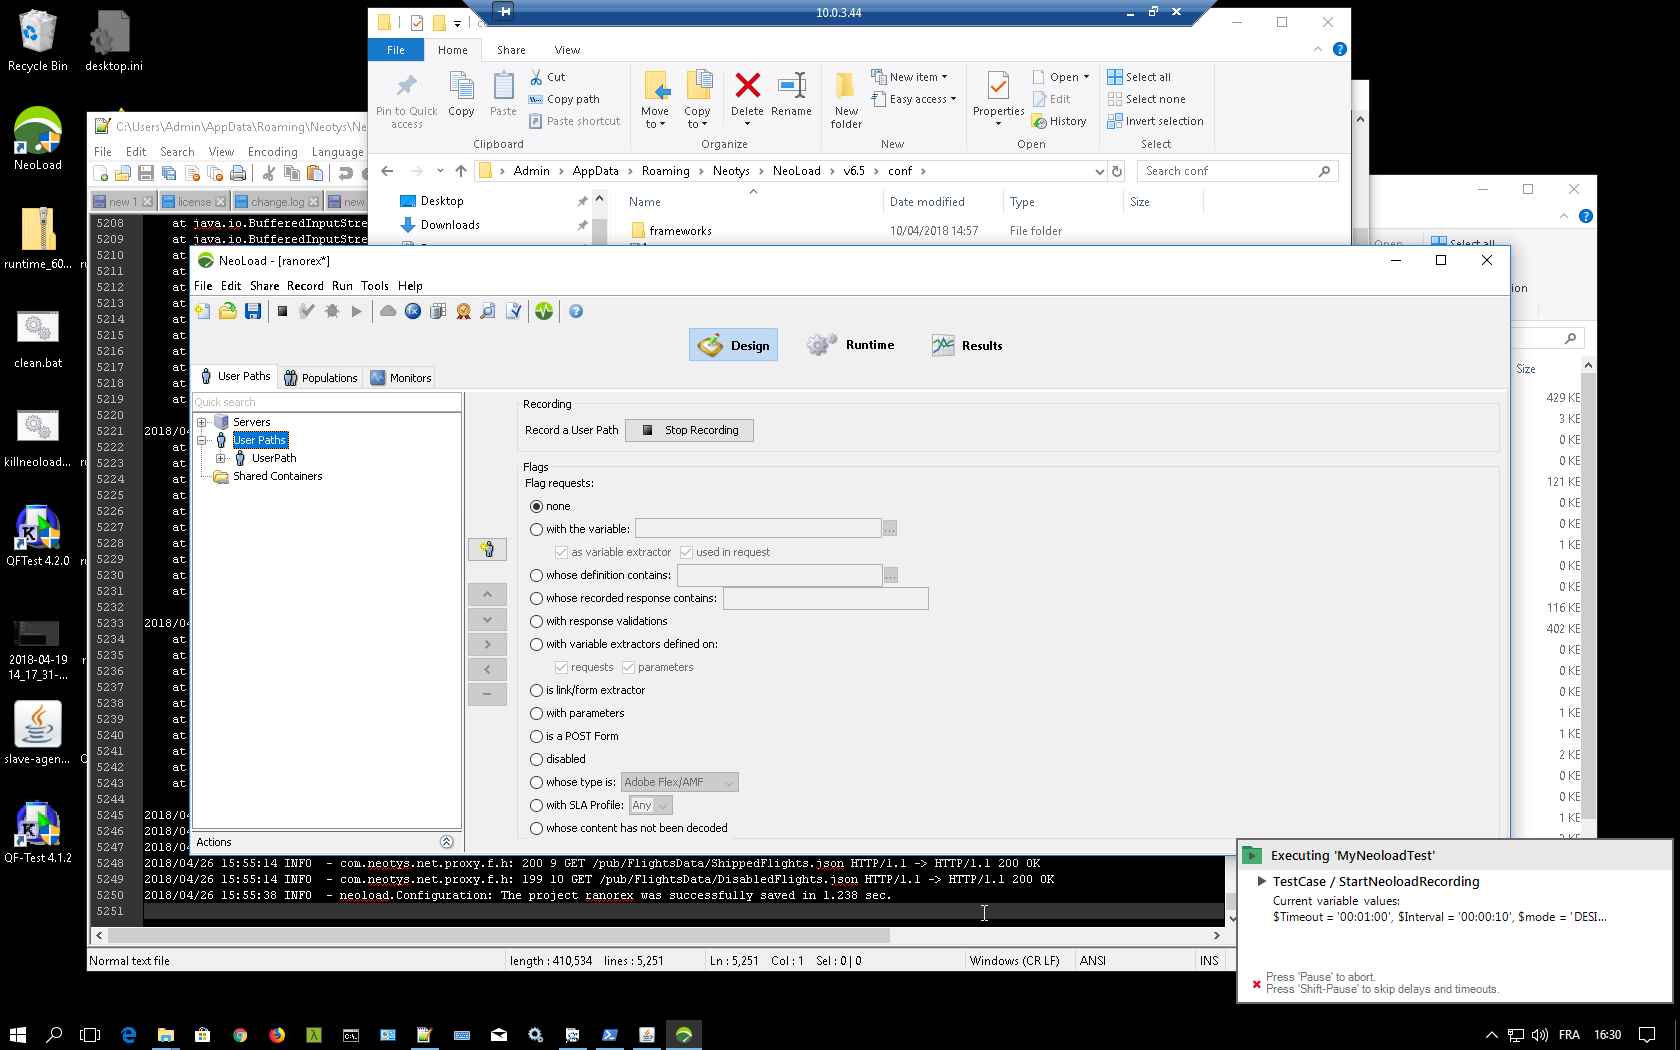 10.0.3.44
Recycle Bin
desktop.ini
NeoLoad
runtime_60...
clean.bat
killneoload...
QFTest 4.2.0
2018-04-19
14_17_31-...
slave-agen...
QF-Test 4.1.2
File Home Share View
Pin to Quick access
Copy
Paste
Cut
Copy path
Paste shortcut
Move to
Copy to
Delete
Rename
New folder
New item
Easy access
Properties
Open
Edit
History
Select all
Select none
Invert selection
Clipboard Organize New Open Select
Admin AppData Roaming Neotys NeoLoad v6.5 conf
Search conf
Desktop
Downloads
Name Date modified Type Size
frameworks 10/04/2018 14:57 File folder
C:\Users\Admin\AppData\Roaming\Neotys\Ne
File Edit Search View Encoding Language
new 1 license change.log new
5208 at java.io.BufferedInputStre
5209 at java.io.BufferedInputStre
5210 at
5211 at
5212 at
5213 at
5214 at
5215 at
5216 at
5217 at
5218 at
5219 at
5220
5221 2018/04
5222 at
5223 at
5224 at
5225 at
5226 at
5227 at
5228 at
5229 at
5230 at
5231 at
5232
5233 2018/04
5234 at
5235 at
5236 at
5237 at
5238 at
5239 at
5240 at
5241 at
5242 at
5243 at
5244
5245 2018/04
5246 2018/04
5247 2018/04
5248 2018/04/26 15:55:14 INFO - com.neotys.net.proxy.f.h: 200 9 GET /pub/FlightsData/ShippedFlights.json HTTP/1.1 -> HTTP/1.1 200 OK
5249 2018/04/26 15:55:14 INFO - com.neotys.net.proxy.f.h: 199 10 GET /pub/FlightsData/DisabledFlights.json HTTP/1.1 -> HTTP/1.1 200 OK
5250 2018/04/26 15:55:38 INFO - neoload.Configuration: The project ranorex was successfully saved in 1.238 sec.
5251
Normal text file length : 410,534 lines : 5,251 Ln : 5,251 Col : 1 Sel : 0 | 0 Windows (CR LF) ANSI INS
NeoLoad - [ranorex*]
File Edit Share Record Run Tools Help
Design Runtime Results
User Paths Populations Monitors
Quick search
Servers
User Paths
UserPath
Shared Containers
Actions
Recording
Record a User Path Stop Recording
Flags
Flag requests:
none
with the variable: ...
as variable extractor used in request
whose definition contains: ...
whose recorded response contains:
with response validations
with variable extractors defined on:
requests parameters
is link/form extractor
with parameters
is a POST Form
disabled
whose type is: Adobe Flex/AMF
with SLA Profile: Any
whose content has not been decoded
Open Select all
ion
Size
429 KE
3 KE
0 KE
0 KE
121 KE
0 KE
0 KE
1 KE
0 KE
0 KE
116 KE
402 KE
0 KE
0 KE
0 KE
1 KE
1 KE
2 KE
0 KE
0 KE
1 KE
Executing 'MyNeoloadTest'
TestCase / StartNeoloadRecording
Current variable values:
$Timeout = '00:01:00', $Interval = '00:00:10', $mode = 'DESI...
Press 'Pause' to abort.
Press 'Shift-Pause' to skip delays and timeouts.
FRA 16:30